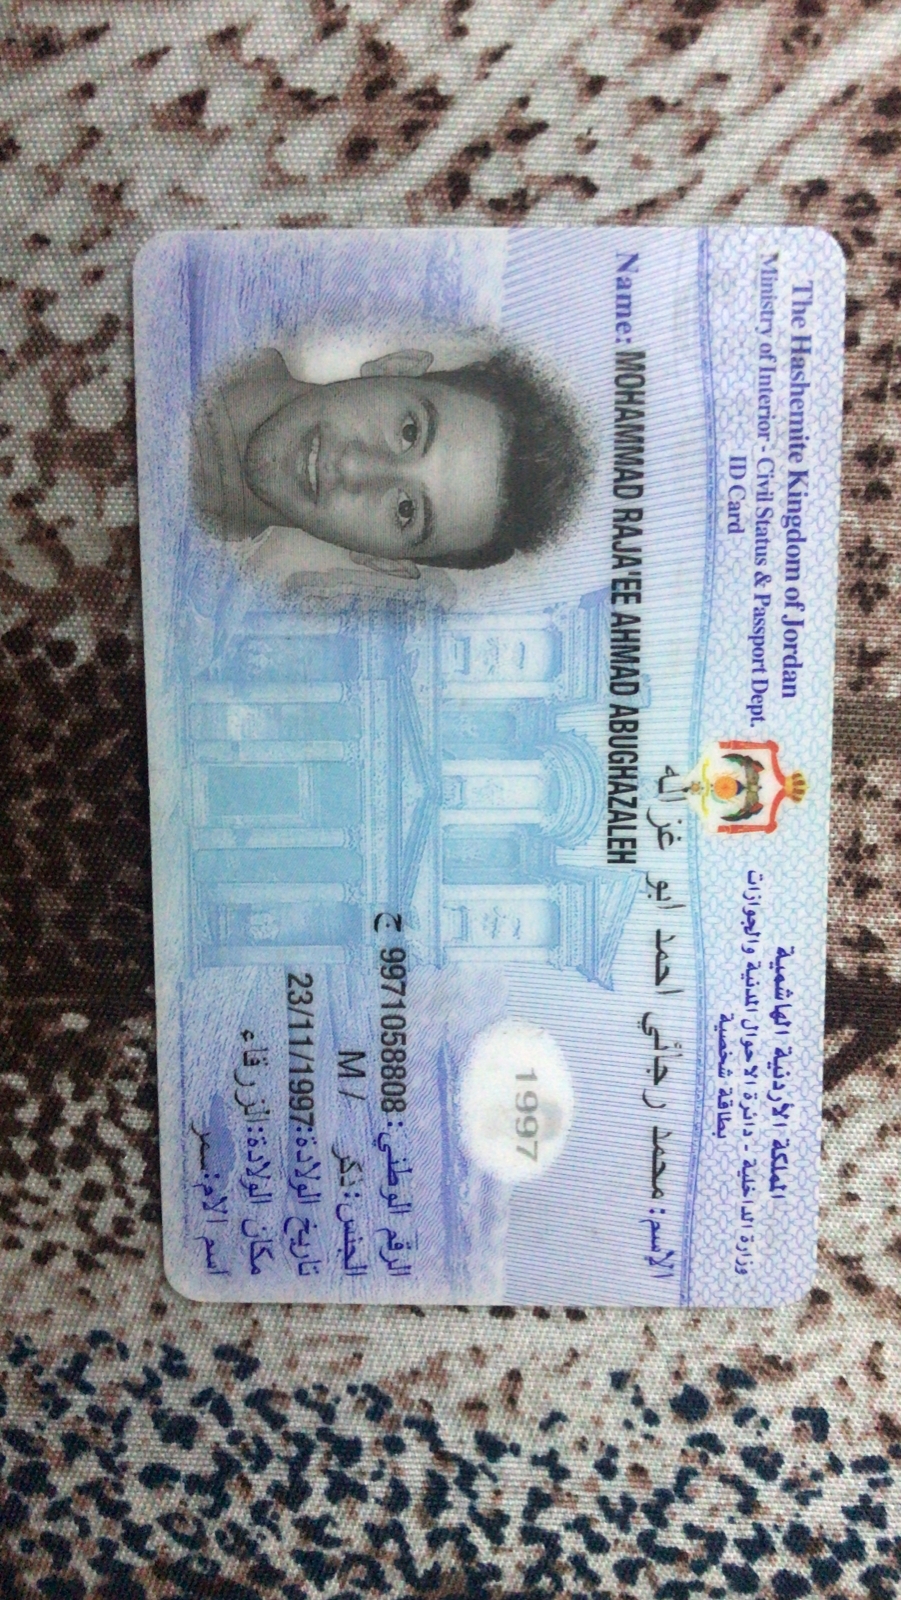 The Hashemite Kingdom of Jordan
Ministry of Interior - Civil Status & Passport Dept.
ID Card
المملكة الأردنية الهاشمية
وزارة الداخلية - دائرة الاحوال المدنية والجوازات
بطاقة شخصية
الاسم: محمد رجائي احمد ابو غزاله
Name: MOHAMMAD RAJA'EE AHMAD ABUGHAZALEH
1997
الرقم الوطني: 9971058808 ج
الجنس: ذكر / M
تاريخ الولادة: 23/11/1997
مكان الولادة: الزرقاء
اسم الام: سمر